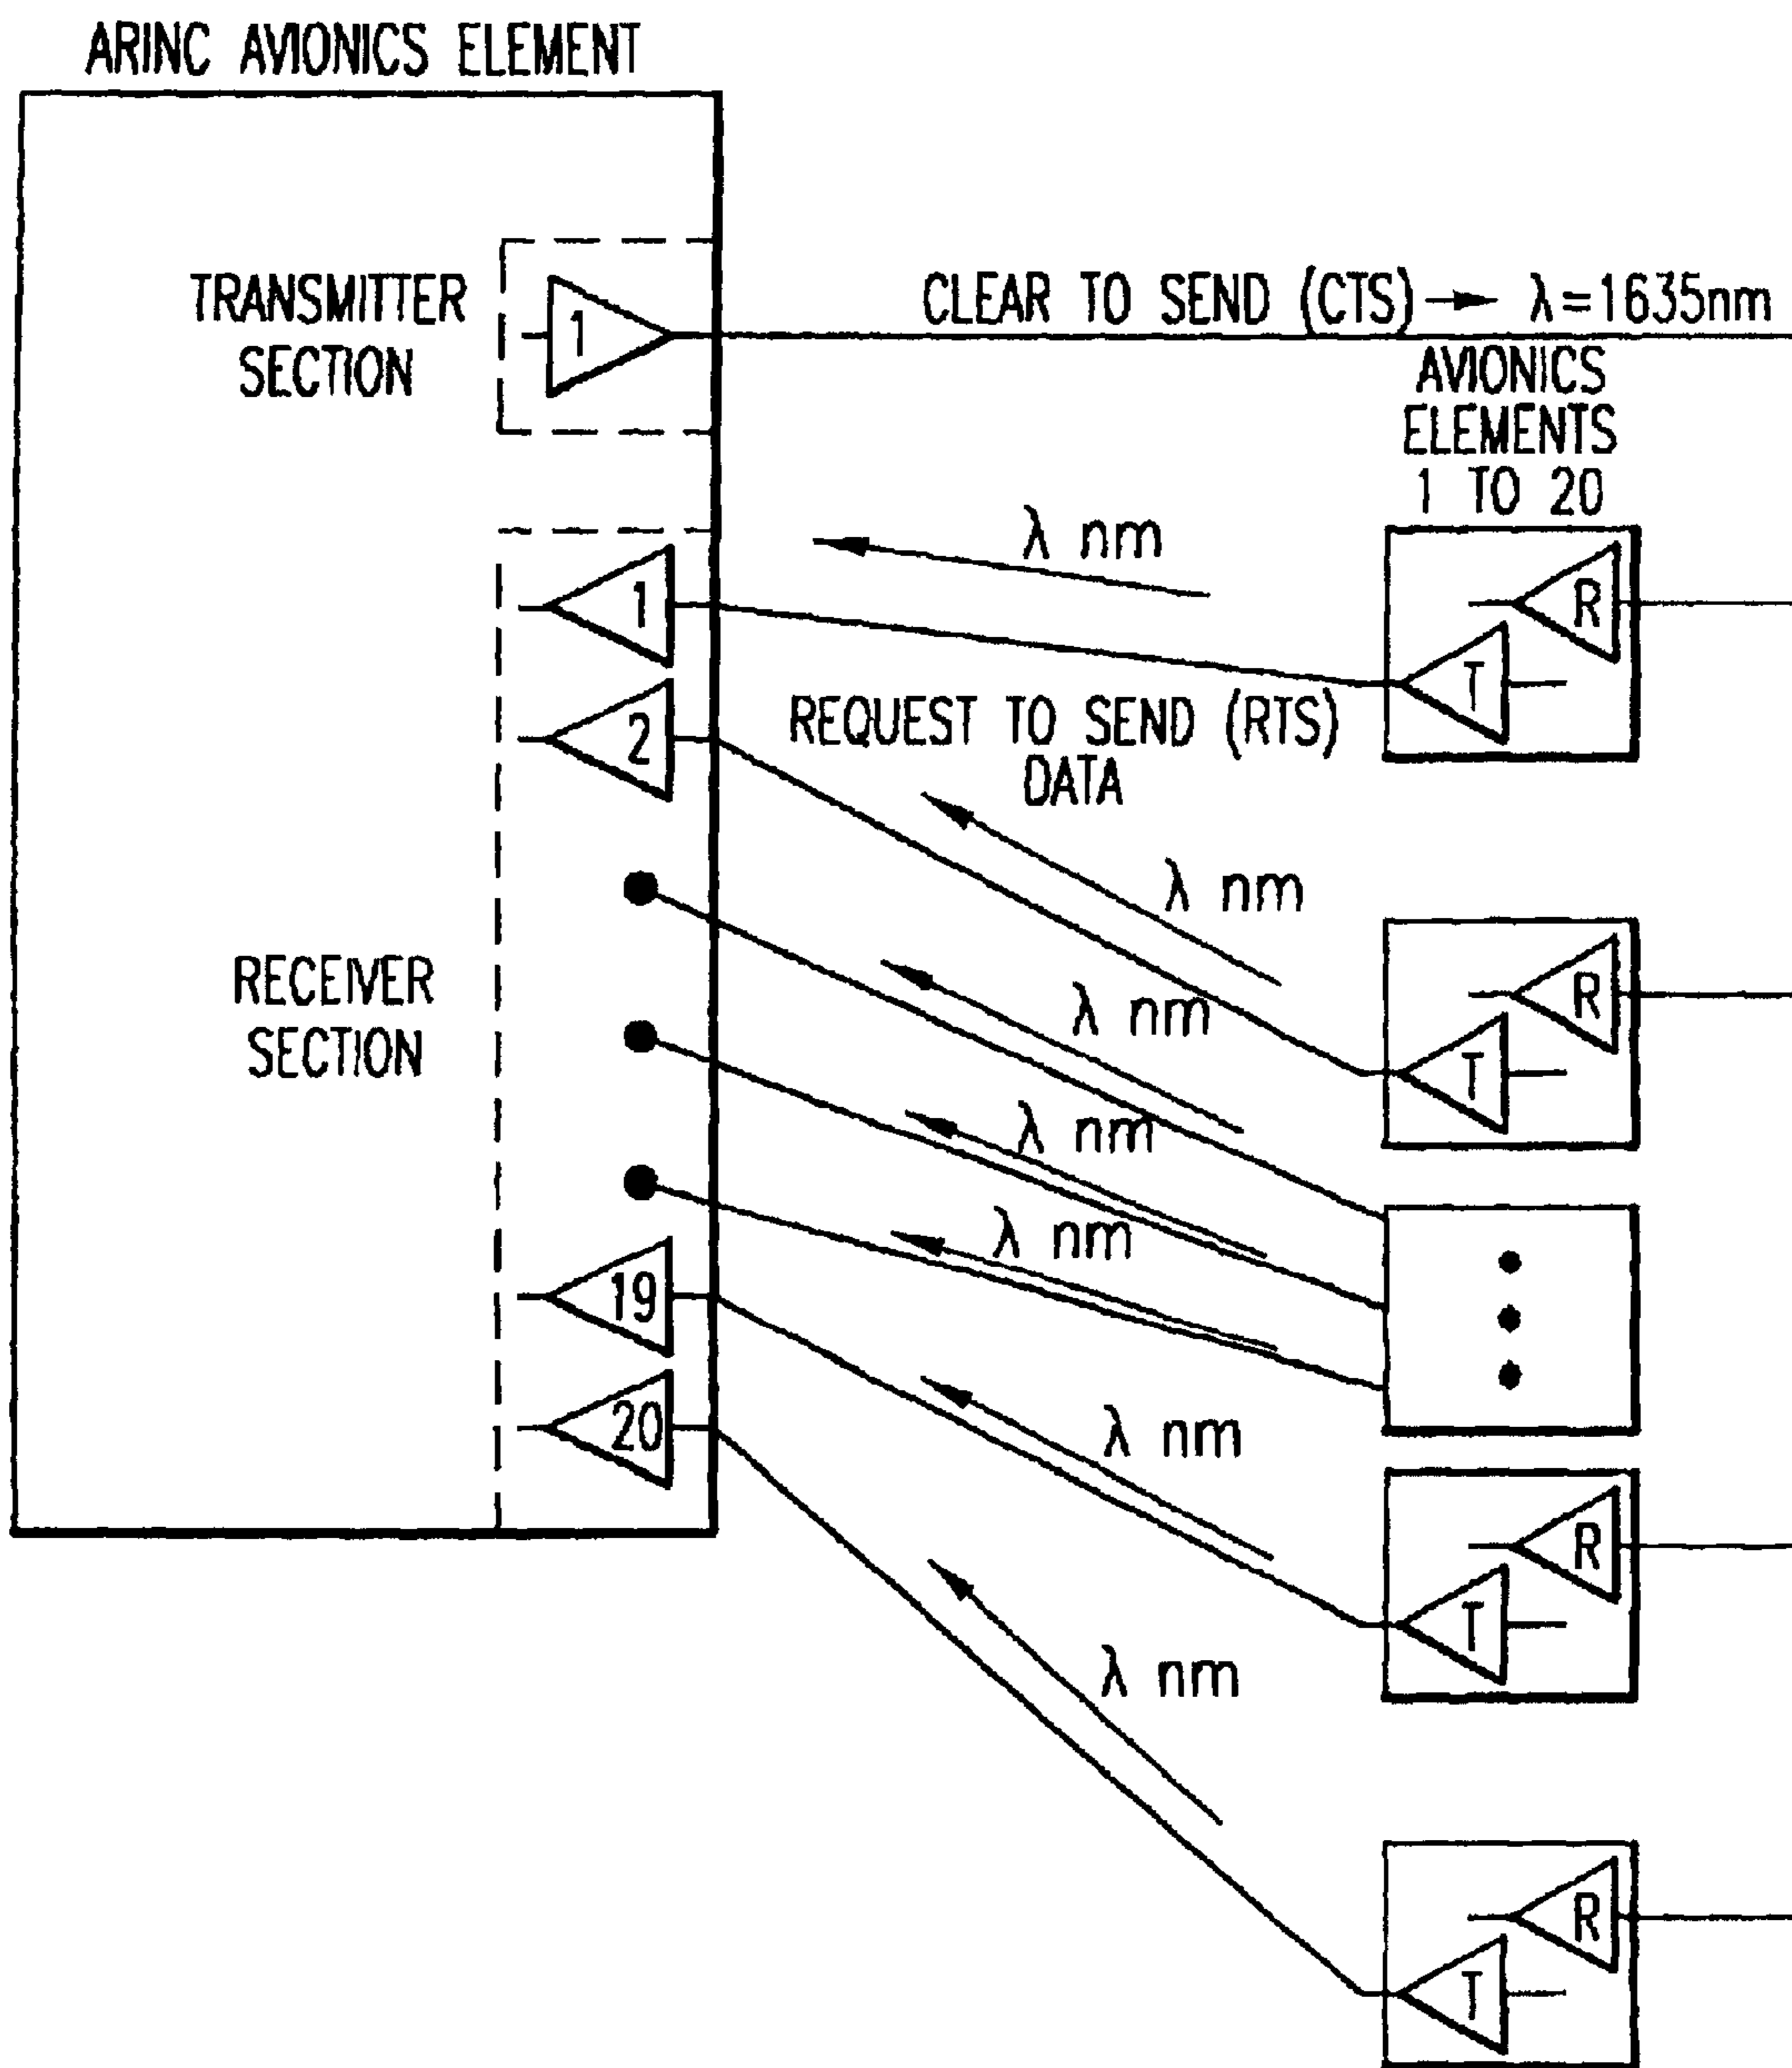 ARINC AVIONICS ELEMENT
TRANSMITTER
SECTION
1
CLEAR TO SEND (CTS) → λ=1635nm
AVIONICS
ELEMENTS
1 TO 20
λ nm
1
R
T
2
REQUEST TO SEND (RTS)
DATA
λ nm
R
T
RECEIVER
SECTION
λ nm
λ nm
λ nm
19
20
λ nm
R
T
λ nm
R
T